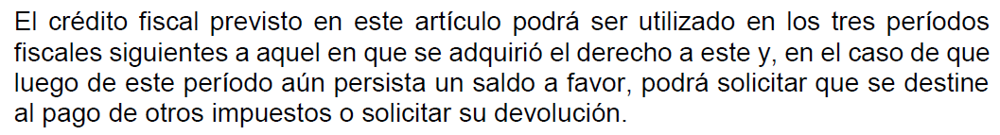 El crédito fiscal previsto en este artículo podrá ser utilizado en los tres períodos
fiscales siguientes a aquel en que se adquirió el derecho a este y, en el caso de que
luego de este período aún persista un saldo a favor, podrá solicitar que se destine
al pago de otros impuestos o solicitar su devolución.